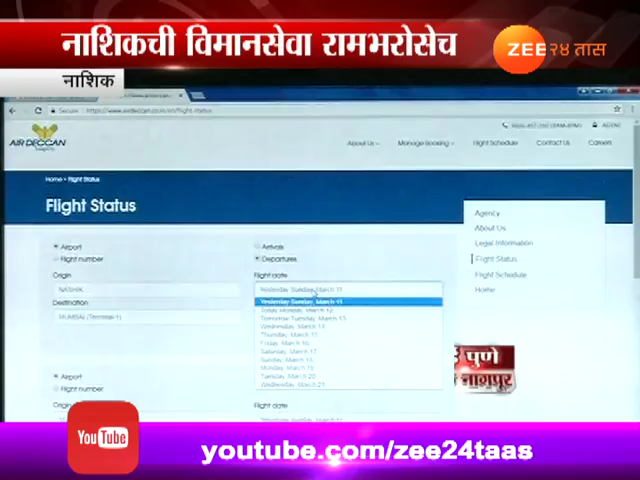 नाशिकची विमानसेवा रामभरोसेच
ZEE २४ तास
नाशिक
Secure
AIR DECCAN
About Us
Manage Booking
Flight Schedule
Contact Us
Careers
Home > Flight Status
Flight Status
Agency
About Us
Legal Information
Flight Status
Flight Schedule
Home
Airport
Arrivals
Flight number
Departures
Origin
Flight date
NASHIK
Yesterday Sunday, March 11
Destination
Yesterday Sunday, March 11
MUMBAI (Terminal-1)
Today Monday, March 12
Tomorrow Tuesday, March 13
Wednesday, March 14
Thursday, March 15
Friday, March 16
Saturday, March 17
Sunday, March 18
Monday, March 19
Tuesday, March 20
Wednesday, March 21
पुणे
नागपूर
Airport
Flight number
Flight date
You Tube
youtube.com/zee24taas